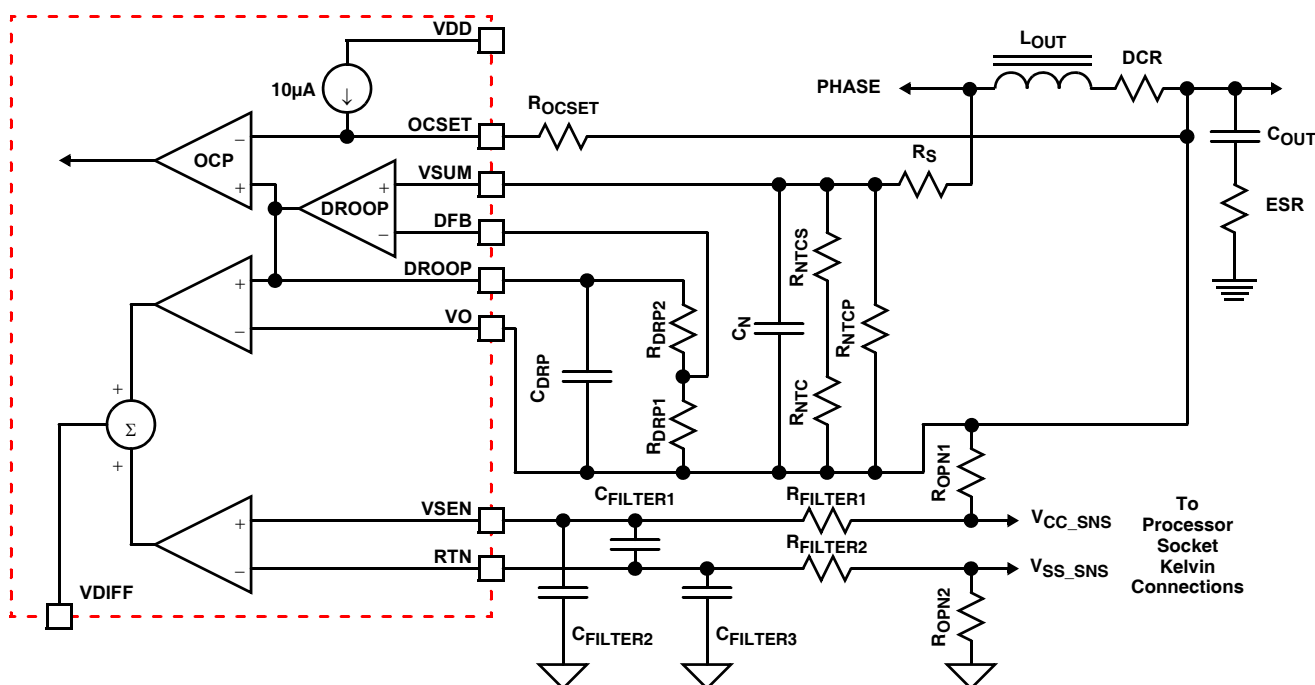 VDD
10µA
OCSET
ROCSET
PHASE
LOUT
DCR
COUT
ESR
−
OCP
+
VSUM
RS
+
DROOP
−
DFB
DROOP
+
−
VO
CDRP
RDRP2
RDRP1
CN
RNTCS
RNTC
RNTCP
+
Σ
+
ROPN1
CFILTER1
RFILTER1
VSEN
+
VCC_SNS
RFILTER2
RTN
−
VSS_SNS
To
Processor
Socket
Kelvin
Connections
VDIFF
CFILTER2
CFILTER3
ROPN2